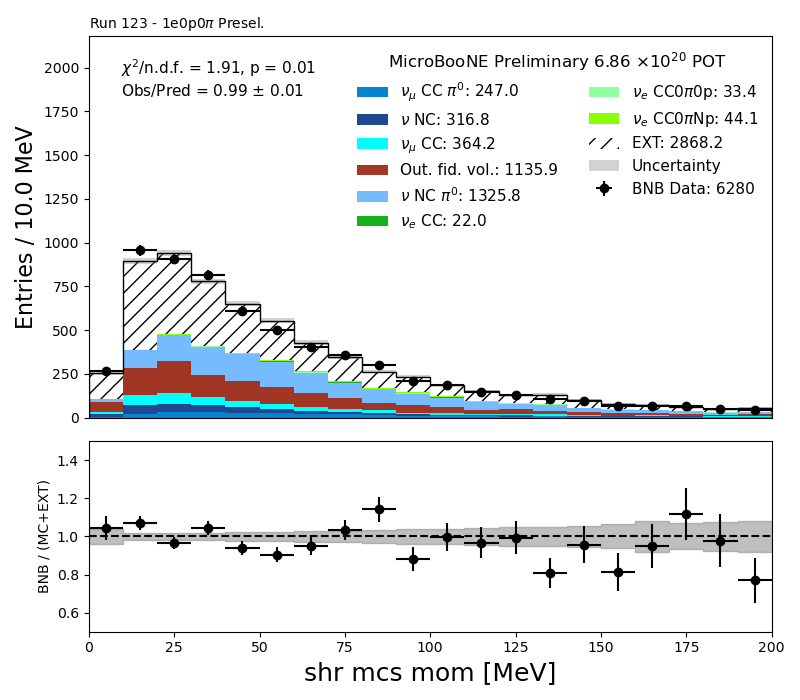 Run 123 - 1e0p0π Presel.
χ²/n.d.f. = 1.91, p = 0.01
Obs/Pred = 0.99 ± 0.01
MicroBooNE Preliminary 6.86 ×10²⁰ POT
ν_μ CC π⁰: 247.0
ν NC: 316.8
ν_μ CC: 364.2
Out. fid. vol.: 1135.9
ν NC π⁰: 1325.8
ν_e CC: 22.0
ν_e CC0π0p: 33.4
ν_e CC0πNp: 44.1
EXT: 2868.2
Uncertainty
BNB Data: 6280
Entries / 10.0 MeV
2000
1750
1500
1250
1000
750
500
250
0
BNB / (MC+EXT)
1.4
1.2
1.0
0.8
0.6
0 25 50 75 100 125 150 175 200
shr mcs mom [MeV]